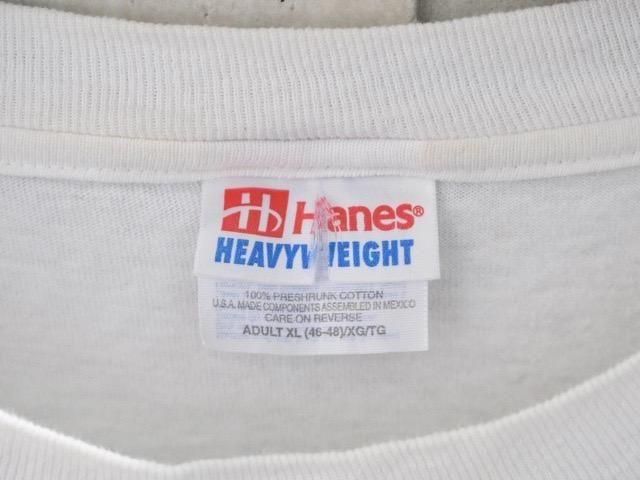 H Hanes®
HEAVYWEIGHT
100% PRESHRUNK COTTON
U.S.A. MADE COMPONENTS ASSEMBLED IN MEXICO
CARE ON REVERSE
ADULT XL (46-48)/XG/TG